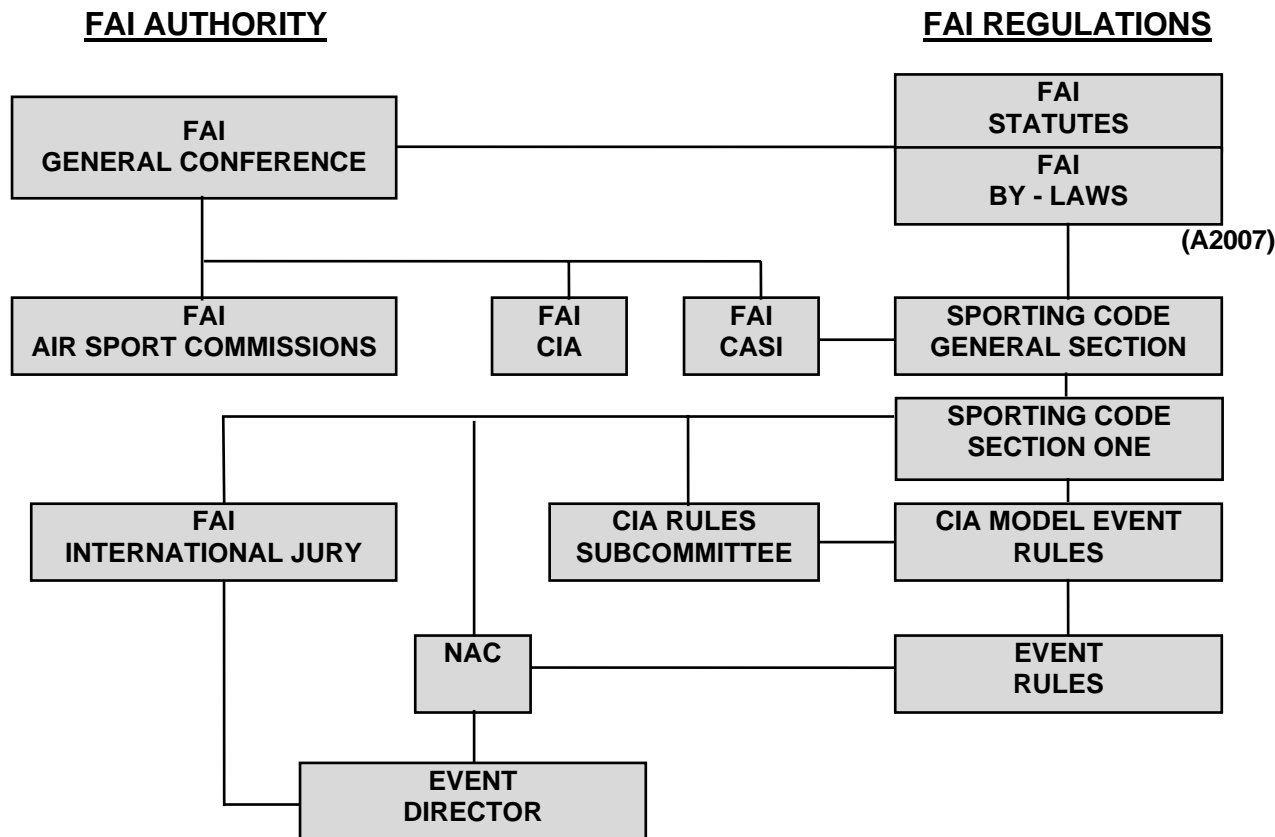 FAI AUTHORITY
FAI REGULATIONS
FAI
GENERAL CONFERENCE
FAI
STATUTES
FAI
BY - LAWS
(A2007)
FAI
AIR SPORT COMMISSIONS
FAI
CIA
FAI
CASI
SPORTING CODE
GENERAL SECTION
SPORTING CODE
SECTION ONE
FAI
INTERNATIONAL JURY
CIA RULES
SUBCOMMITTEE
CIA MODEL EVENT
RULES
NAC
EVENT
RULES
EVENT
DIRECTOR